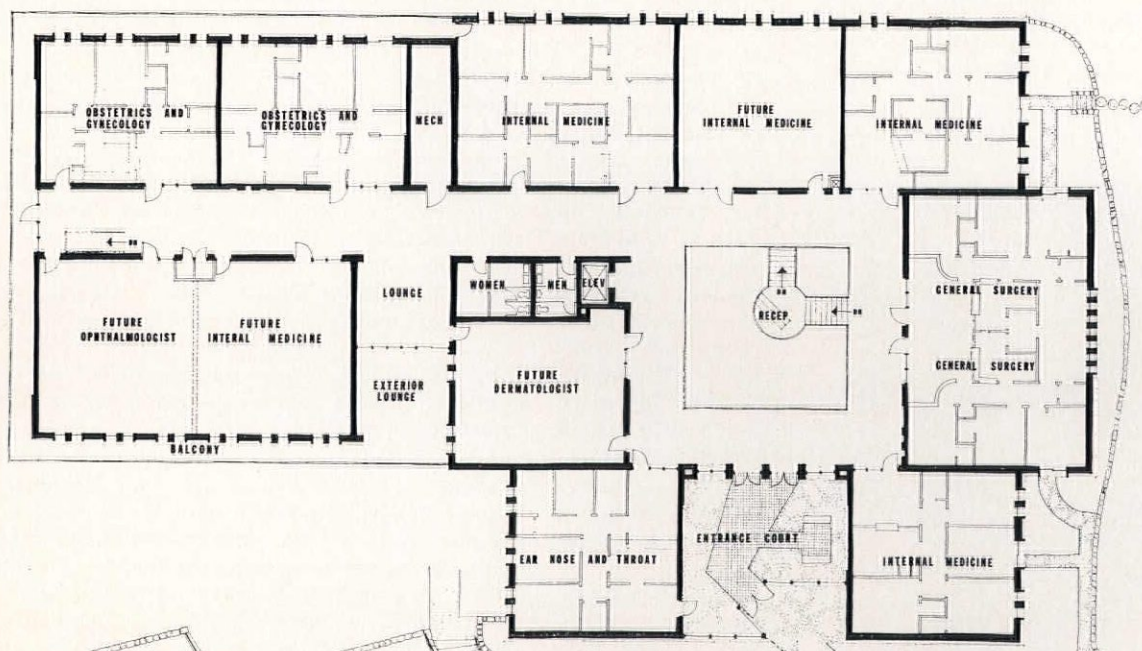 OBSTETRICS AND
GYNECOLOGY
OBSTETRICS AND
GYNECOLOGY
MECH
INTERNAL MEDICINE
FUTURE
INTERNAL MEDICINE
INTERNAL MEDICINE
DN
FUTURE
OPHTHALMOLOGIST
FUTURE
INTERAL MEDICINE
LOUNGE
EXTERIOR
LOUNGE
BALCONY
WOMEN
MEN
ELEV
FUTURE
DERMATOLOGIST
DN
RECEP.
DN
GENERAL SURGERY
GENERAL SURGERY
EAR NOSE AND THROAT
ENTRANCE COURT
INTERNAL MEDICINE